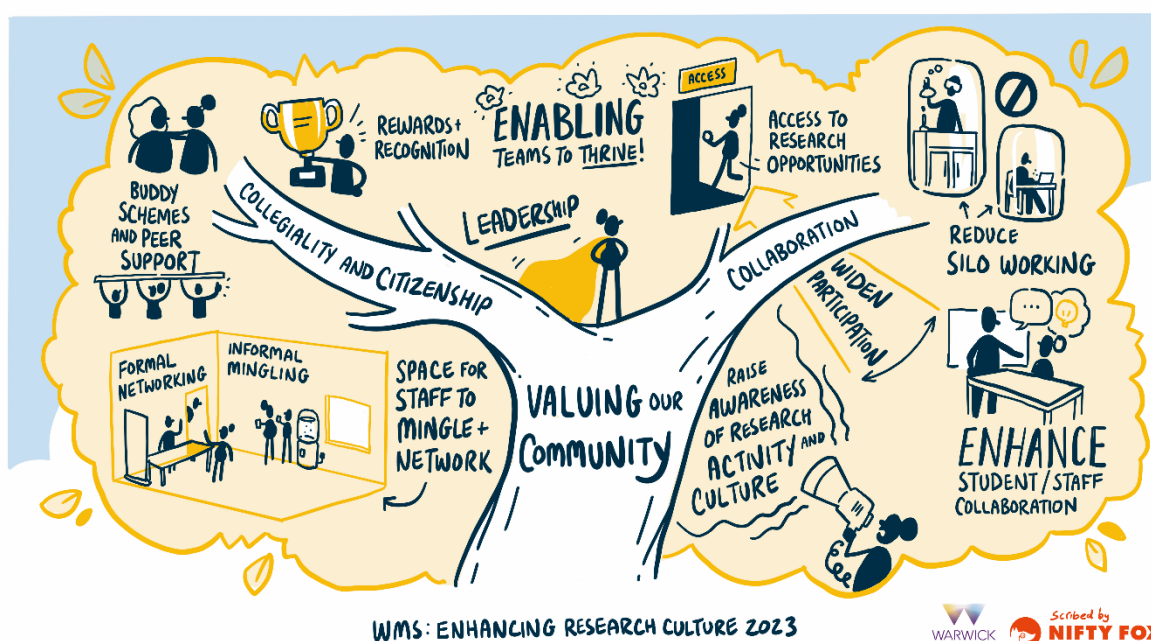 BUDDY
SCHEMES
AND PEER
SUPPORT
COLLEGIALITY AND CITIZENSHIP
REWARDS +
RECOGNITION
ENABLING
TEAMS TO THRIVE!
LEADERSHIP
ACCESS
ACCESS TO
RESEARCH
OPPORTUNITIES
COLLABORATION
REDUCE
SILO WORKING
WIDEN
PARTICIPATION
FORMAL
NETWORKING
INFORMAL
MINGLING
SPACE FOR
STAFF TO
MINGLE +
NETWORK
VALUING OUR
COMMUNITY
RAISE
AWARENESS
OF RESEARCH
ACTIVITY AND
CULTURE
ENHANCE
STUDENT/STAFF
COLLABORATION
WMS: ENHANCING RESEARCH CULTURE 2023
WARWICK
Scribed by
NIFTY FOX